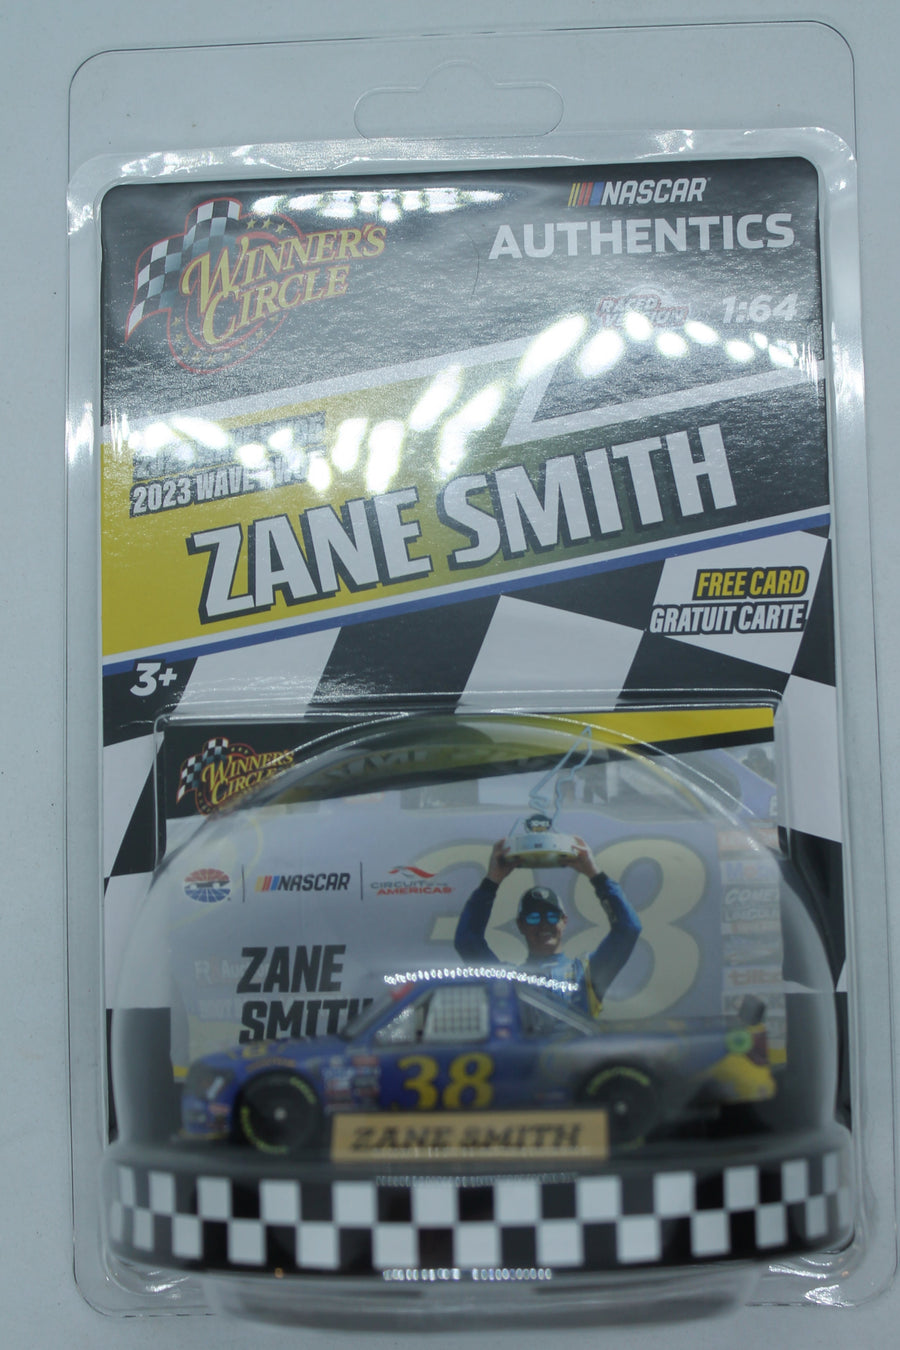 WINNER'S
CIRCLE
NASCAR
AUTHENTICS
1:64
2023 WAVE
ZANE SMITH
FREE CARD
GRATUIT CARTE
3+
WINNER'S
CIRCLE
NASCAR
CIRCUIT OF THE
AMERICAS
38
ZANE
SMITH
38
ZANE SMITH